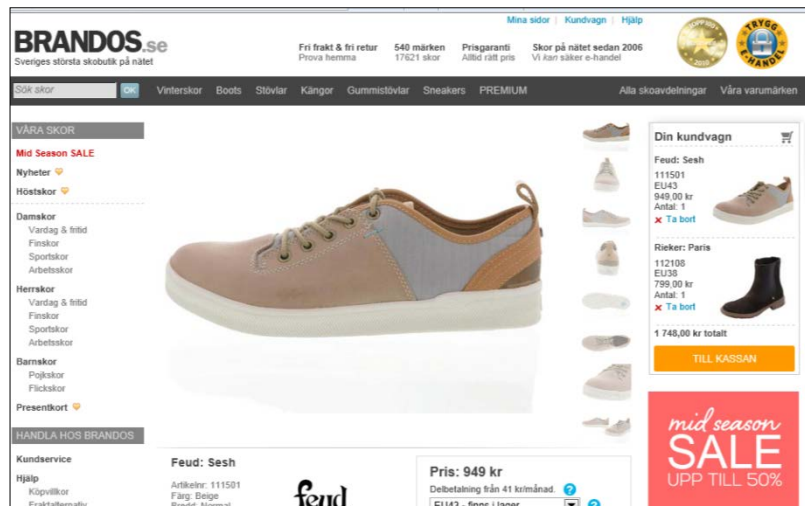 Mina sidor | Kundvagn | Hjälp
BRANDOS.se
Sveriges största skobutik på nätet
Fri frakt & fri retur
Prova hemma
540 märken
17621 skor
Prisgaranti
Alltid rätt pris
Skor på nätet sedan 2006
Vi kan säker e-handel
TRYGG
E-HANDEL
Sök skor
OK
Vinterskor Boots Stövlar Kängor Gummistövlar Sneakers PREMIUM
Alla skoavdelningar Våra varumärken
VÅRA SKOR
Mid Season SALE
Nyheter
Höstskor
Damskor
Vardag & fritid
Finskor
Sportskor
Arbetsskor
Herrskor
Vardag & fritid
Finskor
Sportskor
Arbetsskor
Barnskor
Pojkskor
Flickskor
Presentkort
HANDLA HOS BRANDOS
Kundservice
Hjälp
Köpvillkor
Fraktalternativ
Feud: Sesh
Artikelnr: 111501
Färg: Beige
Bredd: Normal
feud
Pris: 949 kr
Delbetalning från 41 kr/månad. ?
EU43 - finns i lager
?
Din kundvagn
Feud: Sesh
111501
EU43
949,00 kr
Antal: 1
Ta bort
Rieker: Paris
112108
EU38
799,00 kr
Antal: 1
Ta bort
1 748,00 kr totalt
TILL KASSAN
mid season
SALE
UPP TILL 50%